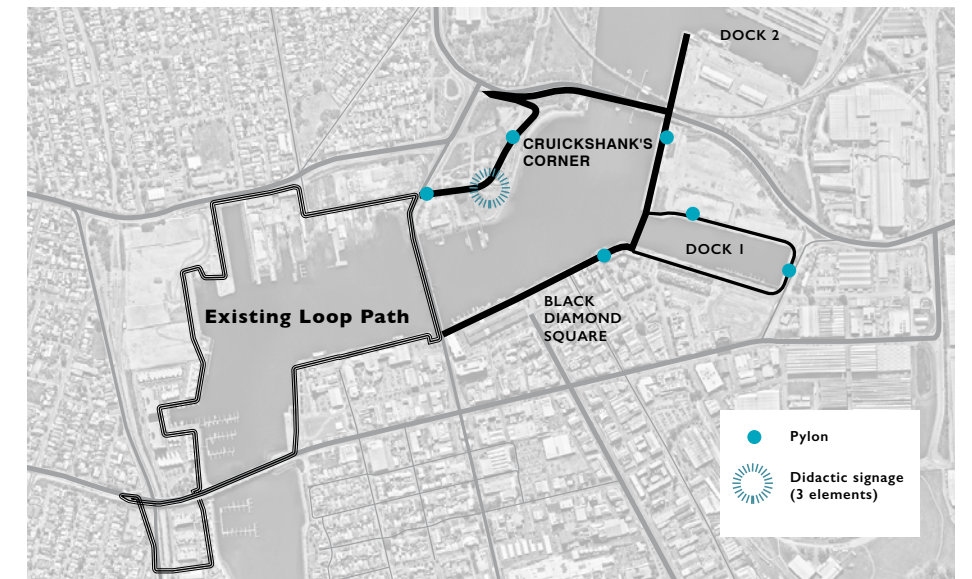 DOCK 2
CRUICKSHANK'S
CORNER
DOCK 1
BLACK
DIAMOND
SQUARE
Existing Loop Path
Pylon
Didactic signage
(3 elements)